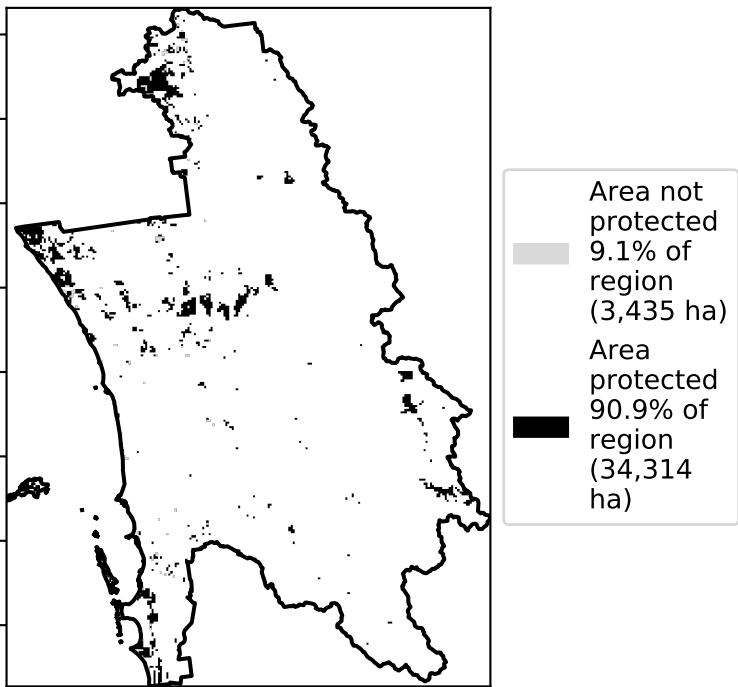 Area not
protected
9.1% of
region
(3,435 ha)
Area
protected
90.9% of
region
(34,314
ha)